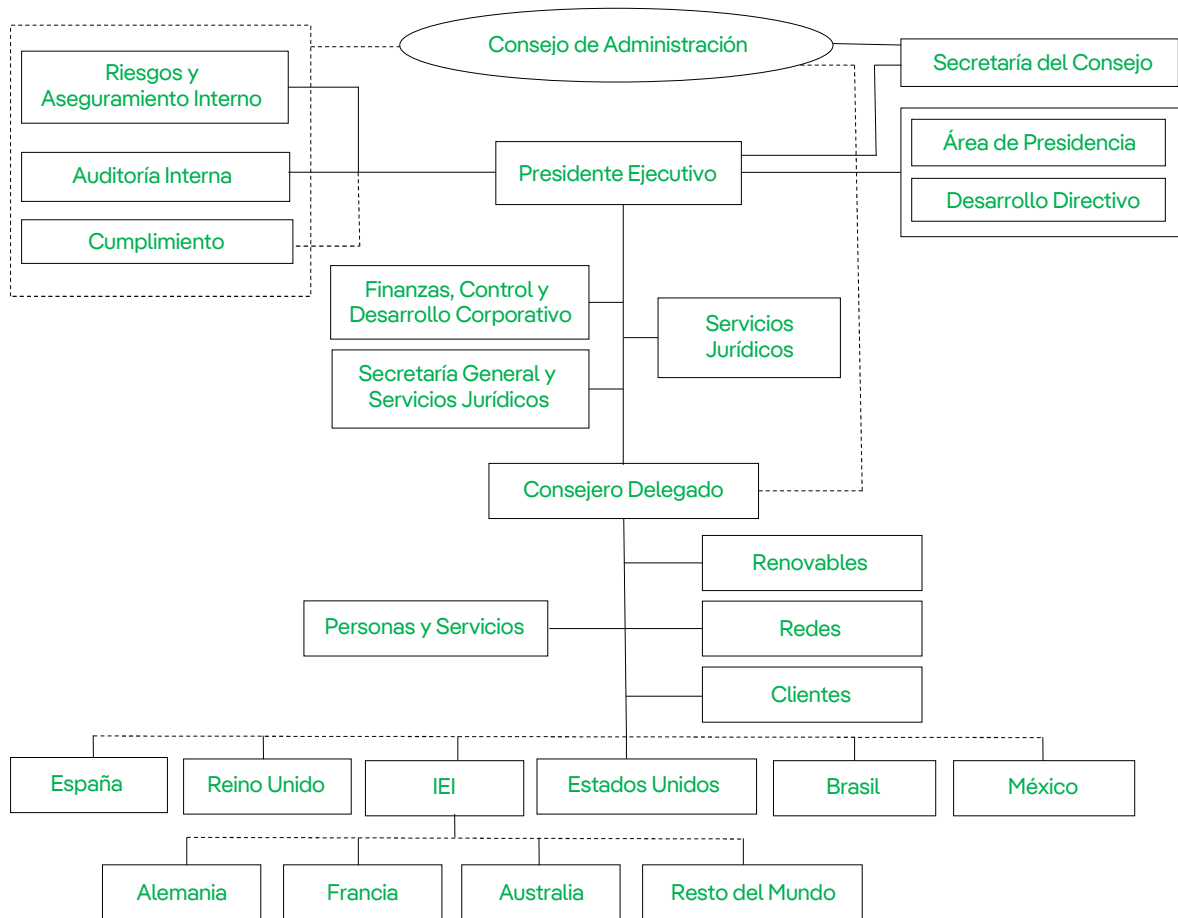 Consejo de Administración
Secretaría del Consejo
Riesgos y
Aseguramiento Interno
Área de Presidencia
Auditoría Interna
Presidente Ejecutivo
Desarrollo Directivo
Cumplimiento
Finanzas, Control y
Desarrollo Corporativo
Servicios
Jurídicos
Secretaría General y
Servicios Jurídicos
Consejero Delegado
Renovables
Personas y Servicios
Redes
Clientes
España
Reino Unido
IEI
Estados Unidos
Brasil
México
Alemania
Francia
Australia
Resto del Mundo